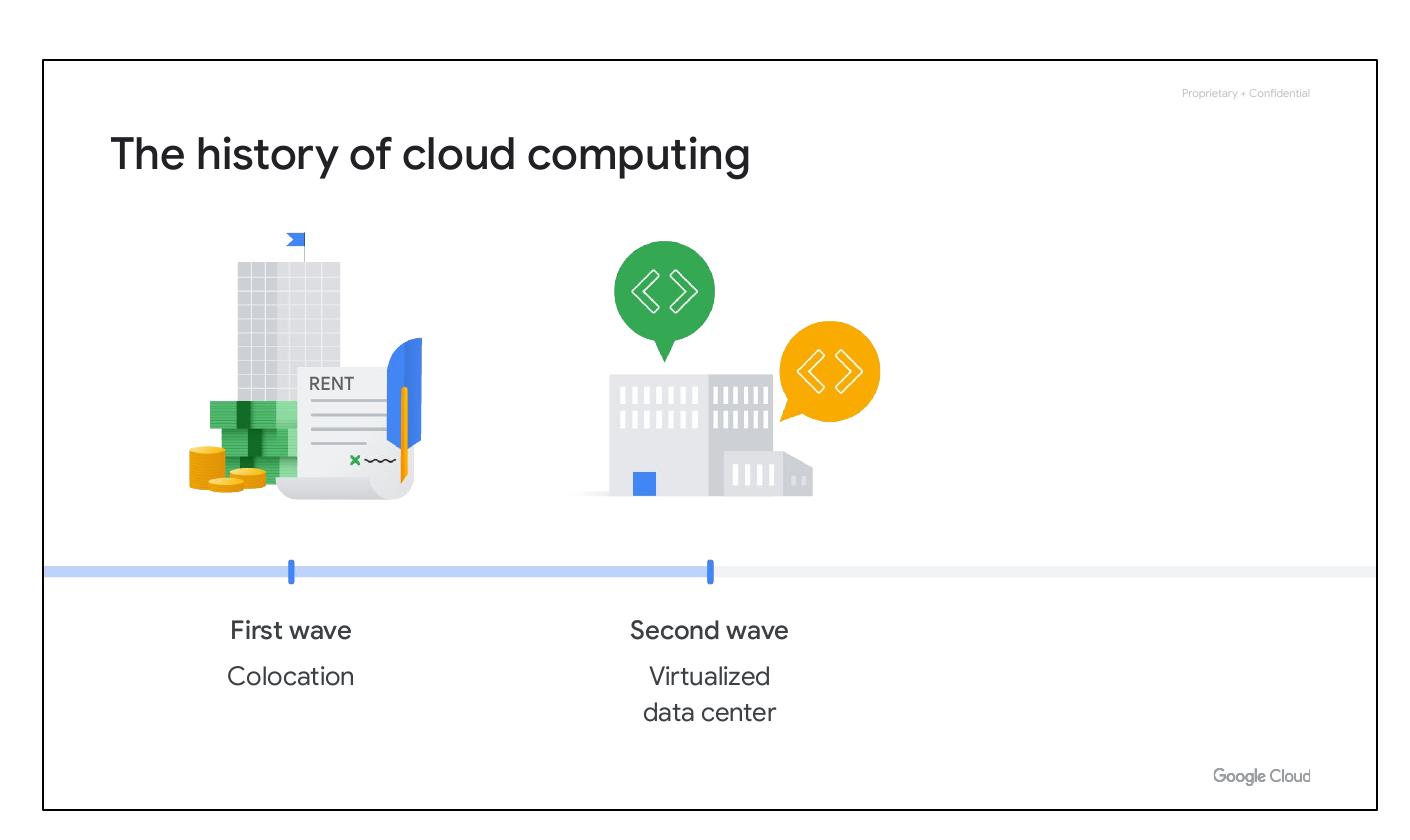 Proprietary + Confidential
The history of cloud computing
RENT
First wave
Colocation
Second wave
Virtualized
data center
Google Cloud